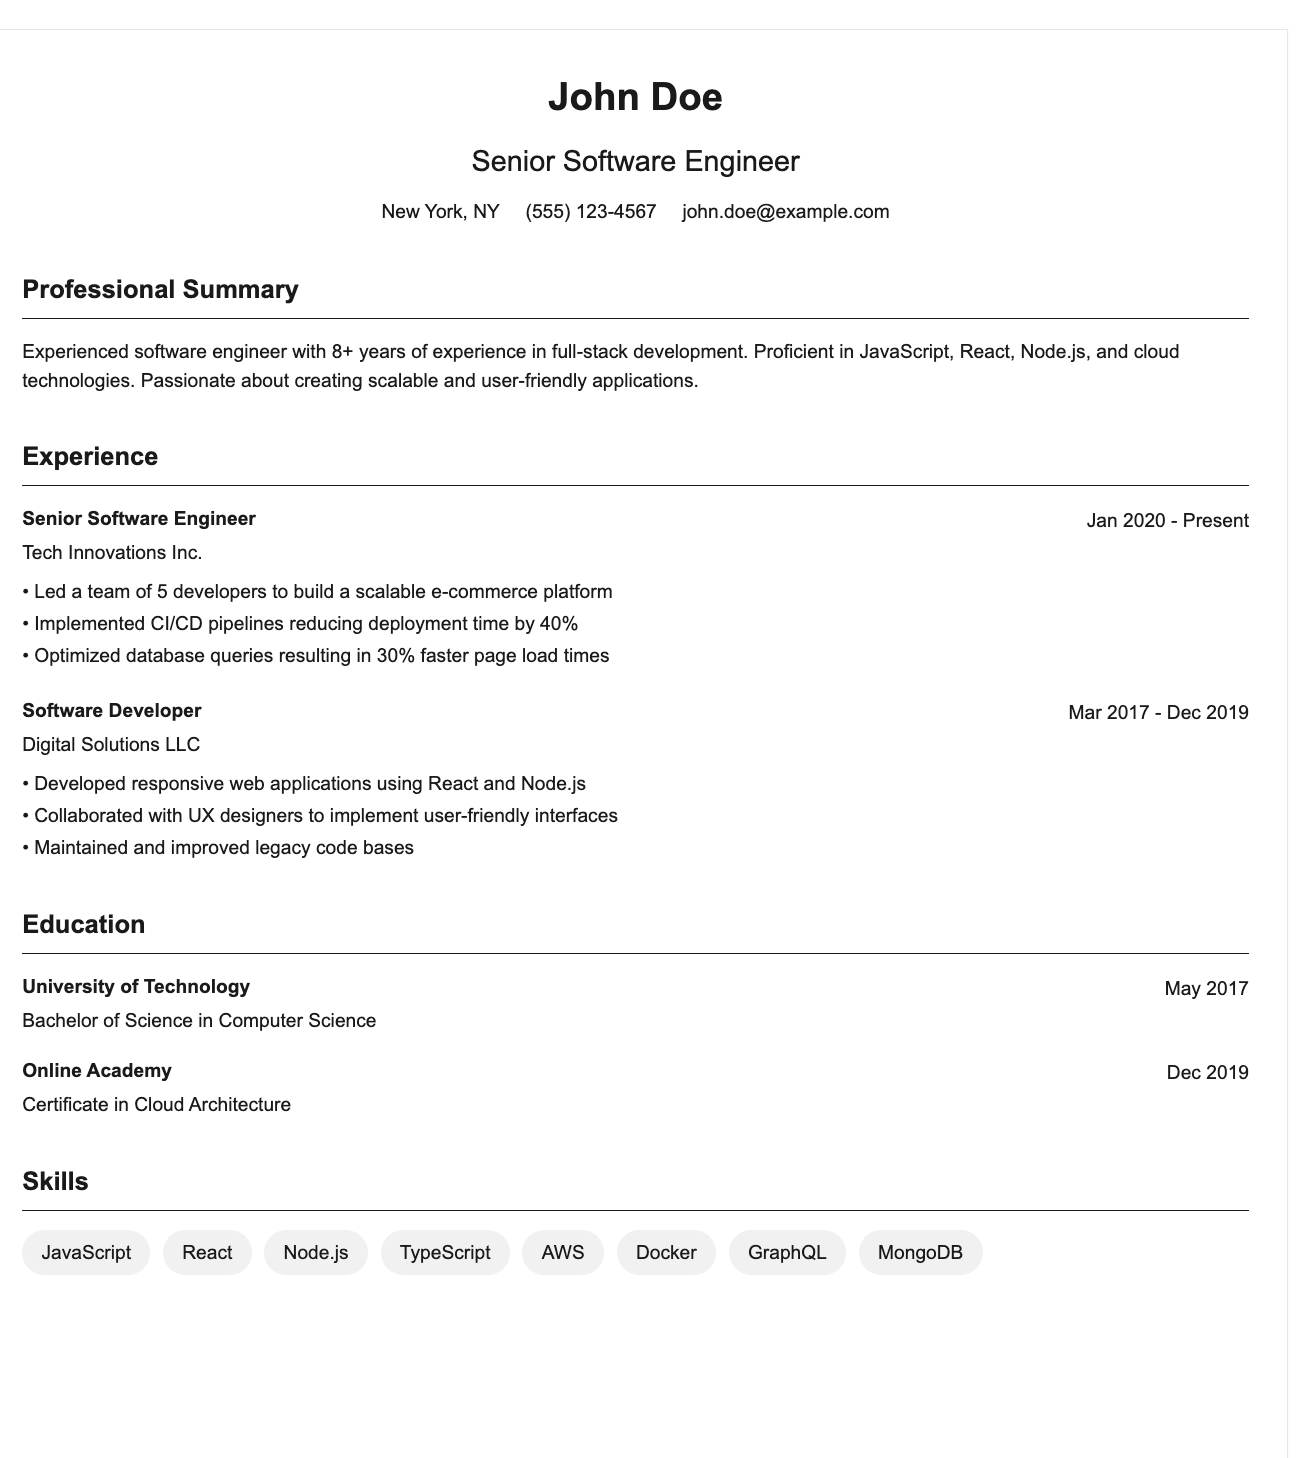 John Doe
Senior Software Engineer
New York, NY (555) 123-4567 john.doe@example.com
Professional Summary
Experienced software engineer with 8+ years of experience in full-stack development. Proficient in JavaScript, React, Node.js, and cloud
technologies. Passionate about creating scalable and user-friendly applications.
Experience
Senior Software Engineer Jan 2020 - Present
Tech Innovations Inc.
• Led a team of 5 developers to build a scalable e-commerce platform
• Implemented CI/CD pipelines reducing deployment time by 40%
• Optimized database queries resulting in 30% faster page load times
Software Developer Mar 2017 - Dec 2019
Digital Solutions LLC
• Developed responsive web applications using React and Node.js
• Collaborated with UX designers to implement user-friendly interfaces
• Maintained and improved legacy code bases
Education
University of Technology May 2017
Bachelor of Science in Computer Science
Online Academy Dec 2019
Certificate in Cloud Architecture
Skills
JavaScript React Node.js TypeScript AWS Docker GraphQL MongoDB